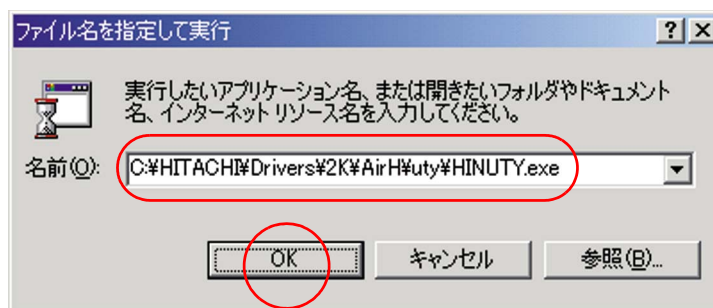 ファイル名を指定して実行
実行したいアプリケーション名、または開きたいフォルダやドキュメント
名、インターネット リソース名を入力してください。
名前(O): C:¥HITACHI¥Drivers¥2K¥AirH¥uty¥HINUTY.exe
OK キャンセル 参照(B)...